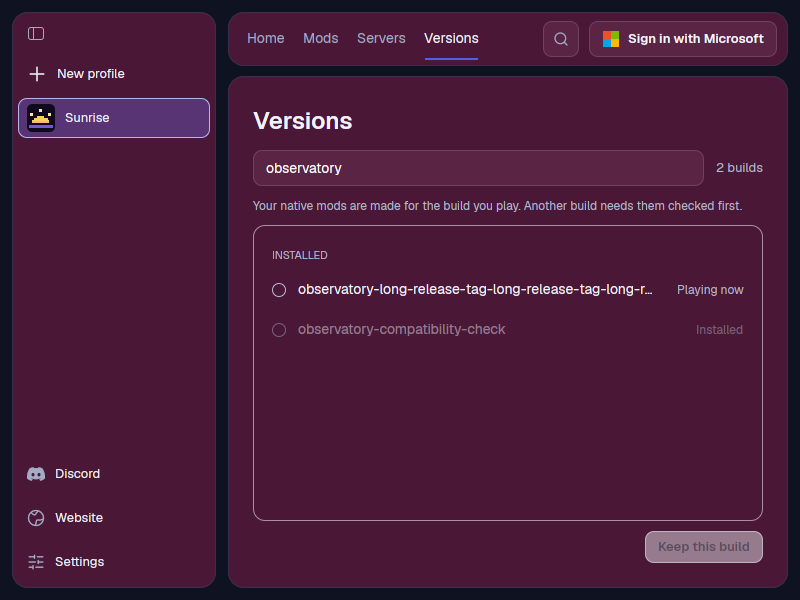 New profile
Sunrise
Discord
Website
Settings
Home
Mods
Servers
Versions
Sign in with Microsoft
Versions
observatory
2 builds
Your native mods are made for the build you play. Another build needs them checked first.
INSTALLED
observatory-long-release-tag-long-release-tag-long-r...
Playing now
observatory-compatibility-check
Installed
Keep this build